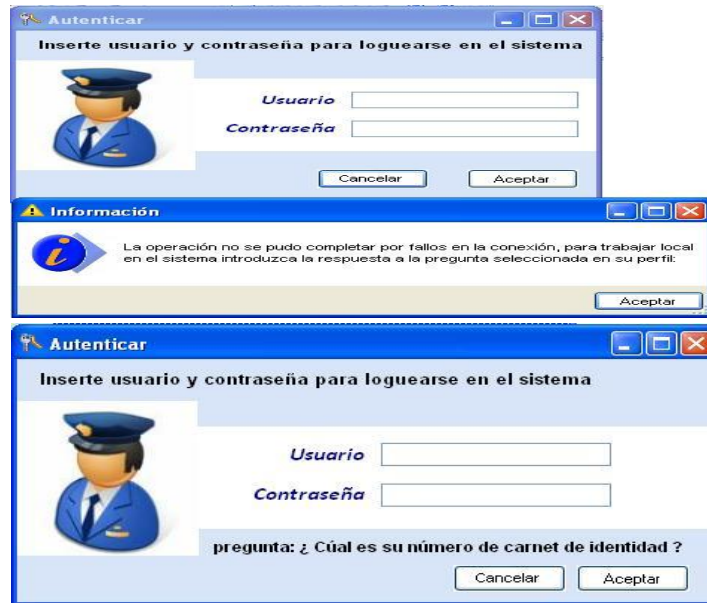 Autenticar
Inserte usuario y contraseña para loguearse en el sistema
Usuario
Contraseña
Cancelar Aceptar
Información
La operación no se pudo completar por fallos en la conexión, para trabajar local
en el sistema introduzca la respuesta a la pregunta seleccionada en su perfil:
Aceptar
Autenticar
Inserte usuario y contraseña para loguearse en el sistema
Usuario
Contraseña
pregunta: ¿ Cúal es su número de carnet de identidad ?
Cancelar Aceptar